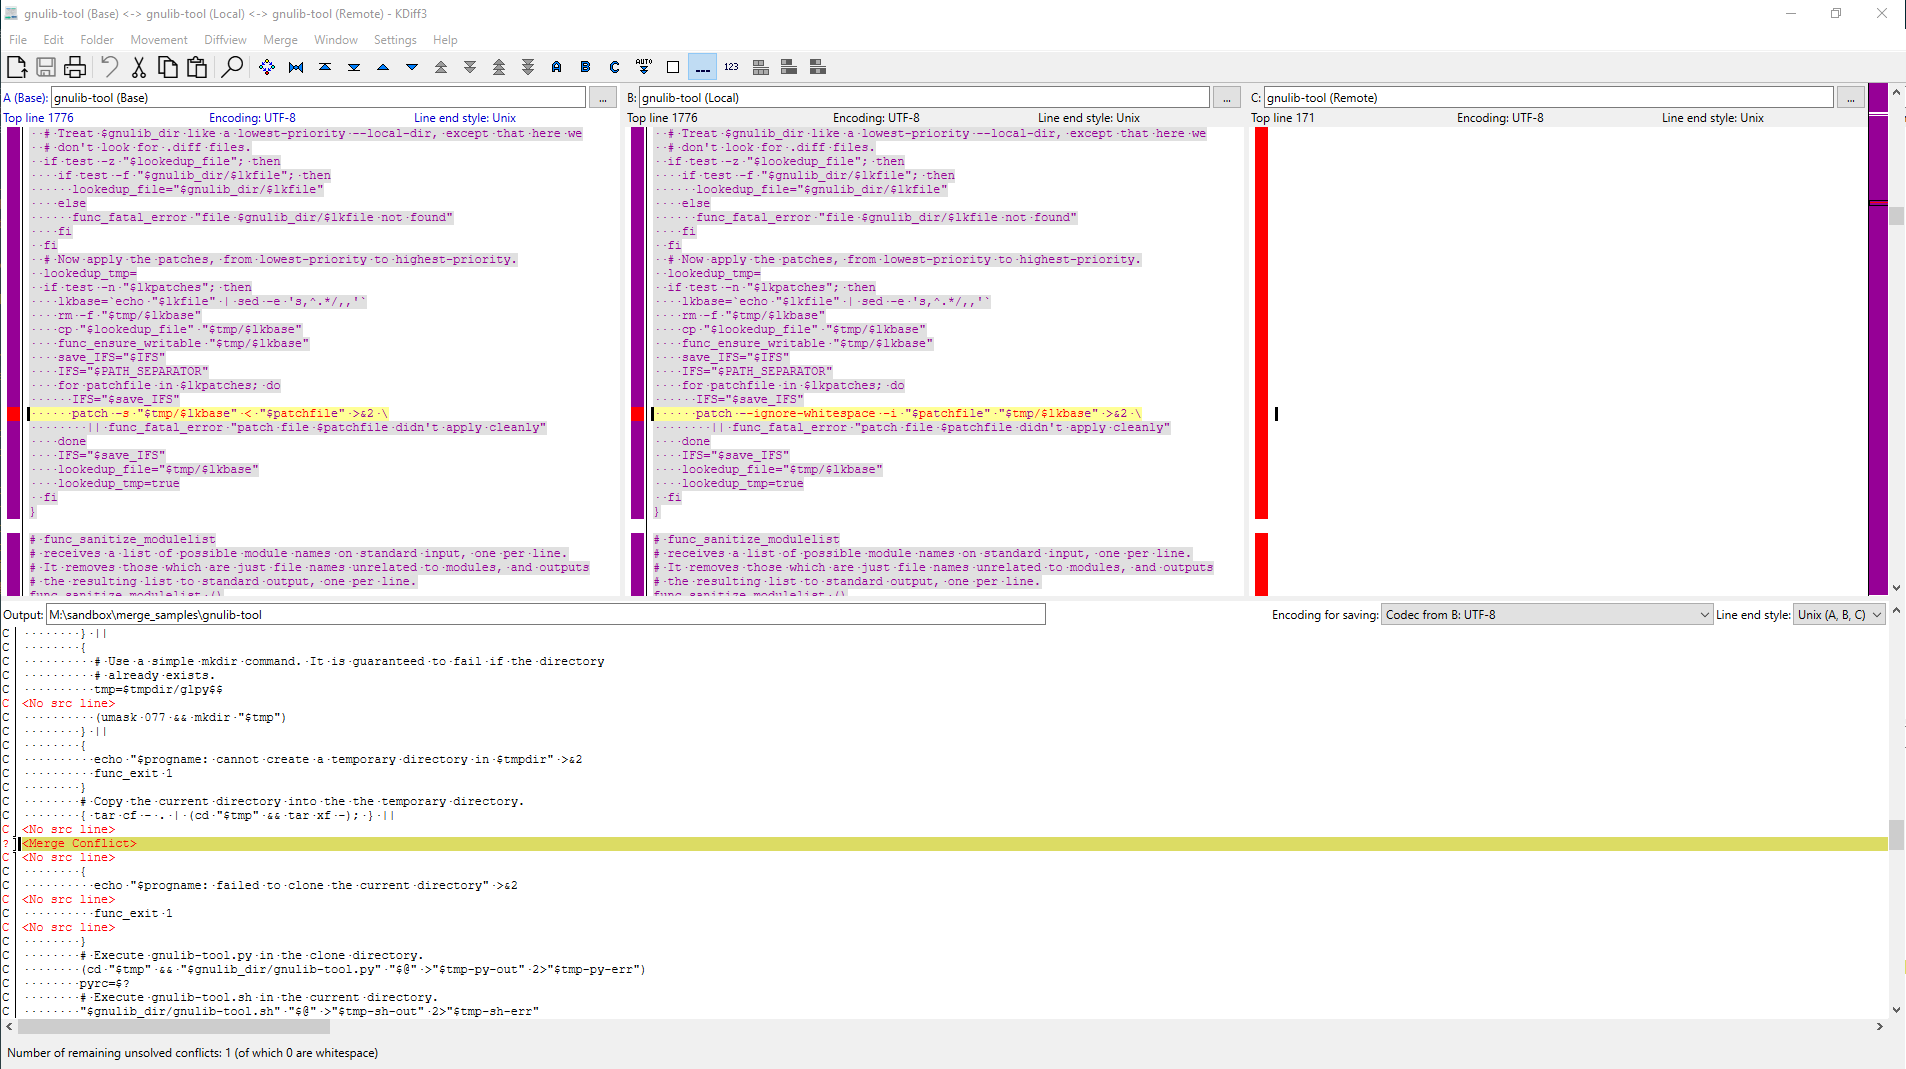 gnulib-tool (Base) <-> gnulib-tool (Local) <-> gnulib-tool (Remote) - KDiff3
File Edit Folder Movement Diffview Merge Window Settings Help
A B C AUTO 123
A (Base): gnulib-tool (Base) ... B: gnulib-tool (Local) ... C: gnulib-tool (Remote) ...
Top line 1776 Encoding: UTF-8 Line end style: Unix Top line 1776 Encoding: UTF-8 Line end style: Unix Top line 171 Encoding: UTF-8 Line end style: Unix
··#·Treat·$gnulib_dir·like·a·lowest-priority·--local-dir,·except·that·here·we
··#·don't·look·for·.diff·files.
··if·test·-z·"$lookedup_file";·then
····if·test·-f·"$gnulib_dir/$lkfile";·then
······lookedup_file="$gnulib_dir/$lkfile"
····else
······func_fatal_error·"file·$gnulib_dir/$lkfile·not·found"
····fi
··fi
··#·Now·apply·the·patches,·from·lowest-priority·to·highest-priority.
··lookedup_tmp=
··if·test·-n·"$lkpatches";·then
····lkbase=`echo·"$lkfile"·|·sed·-e·'s,^.*/,,'`
····rm·-f·"$tmp/$lkbase"
····cp·"$lookedup_file"·"$tmp/$lkbase"
····func_ensure_writable·"$tmp/$lkbase"
····save_IFS="$IFS"
····IFS="$PATH_SEPARATOR"
····for·patchfile·in·$lkpatches;·do
······IFS="$save_IFS"
······patch·-s·"$tmp/$lkbase"·<·"$patchfile"·>&2·\
········||·func_fatal_error·"patch·file·$patchfile·didn't·apply·cleanly"
····done
····IFS="$save_IFS"
····lookedup_file="$tmp/$lkbase"
····lookedup_tmp=true
··fi
}
#·func_sanitize_modulelist
#·receives·a·list·of·possible·module·names·on·standard·input,·one·per·line.
#·It·removes·those·which·are·just·file·names·unrelated·to·modules,·and·outputs
#·the·resulting·list·to·standard·output,·one·per·line.
func_sanitize_modulelist·()
··#·Treat·$gnulib_dir·like·a·lowest-priority·--local-dir,·except·that·here·we
··#·don't·look·for·.diff·files.
··if·test·-z·"$lookedup_file";·then
····if·test·-f·"$gnulib_dir/$lkfile";·then
······lookedup_file="$gnulib_dir/$lkfile"
····else
······func_fatal_error·"file·$gnulib_dir/$lkfile·not·found"
····fi
··fi
··#·Now·apply·the·patches,·from·lowest-priority·to·highest-priority.
··lookedup_tmp=
··if·test·-n·"$lkpatches";·then
····lkbase=`echo·"$lkfile"·|·sed·-e·'s,^.*/,,'`
····rm·-f·"$tmp/$lkbase"
····cp·"$lookedup_file"·"$tmp/$lkbase"
····func_ensure_writable·"$tmp/$lkbase"
····save_IFS="$IFS"
····IFS="$PATH_SEPARATOR"
····for·patchfile·in·$lkpatches;·do
······IFS="$save_IFS"
······patch·--ignore-whitespace·-i·"$patchfile"·"$tmp/$lkbase"·>&2·\
········||·func_fatal_error·"patch·file·$patchfile·didn't·apply·cleanly"
····done
····IFS="$save_IFS"
····lookedup_file="$tmp/$lkbase"
····lookedup_tmp=true
··fi
}
#·func_sanitize_modulelist
#·receives·a·list·of·possible·module·names·on·standard·input,·one·per·line.
#·It·removes·those·which·are·just·file·names·unrelated·to·modules,·and·outputs
#·the·resulting·list·to·standard·output,·one·per·line.
func_sanitize_modulelist·()
Output: M:\sandbox\merge_samples\gnulib-tool Encoding for saving: Codec from B: UTF-8 Line end style: Unix (A, B, C)
C ········}·||
C ········{
C ··········#·Use·a·simple·mkdir·command.·It·is·guaranteed·to·fail·if·the·directory
C ··········#·already·exists.
C ··········tmp=$tmpdir/glpy$$
C <No src line>
C ··········(umask·077·&&·mkdir·"$tmp")
C ········}·||
C ········{
C ··········echo·"$progname:·cannot·create·a·temporary·directory·in·$tmpdir"·>&2
C ··········func_exit·1
C ········}
C ········#·Copy·the·current·directory·into·the·the·temporary·directory.
C ········{·tar·cf·-·.·|·(cd·"$tmp"·&&·tar·xf·-);·}·||
C <No src line>
? <Merge Conflict>
C <No src line>
C ········{
C ··········echo·"$progname:·failed·to·clone·the·current·directory"·>&2
C <No src line>
C ··········func_exit·1
C <No src line>
C ········}
C ········#·Execute·gnulib-tool.py·in·the·clone·directory.
C ········(cd·"$tmp"·&&·"$gnulib_dir/gnulib-tool.py"·"$@"·>"$tmp-py-out"·2>"$tmp-py-err")
C ········pyrc=$?
C ········#·Execute·gnulib-tool.sh·in·the·current·directory.
C ········"$gnulib_dir/gnulib-tool.sh"·"$@"·>"$tmp-sh-out"·2>"$tmp-sh-err"
Number of remaining unsolved conflicts: 1 (of which 0 are whitespace)